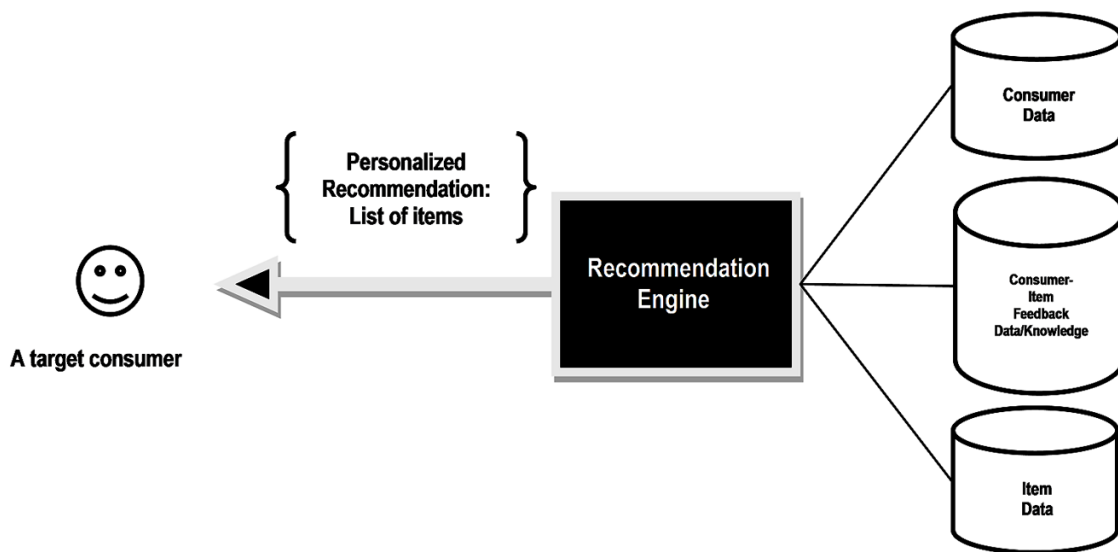 Personalized
Recommendation:
List of items
A target consumer
Recommendation
Engine
Consumer
Data
Consumer-
Item
Feedback
Data/Knowledge
Item
Data